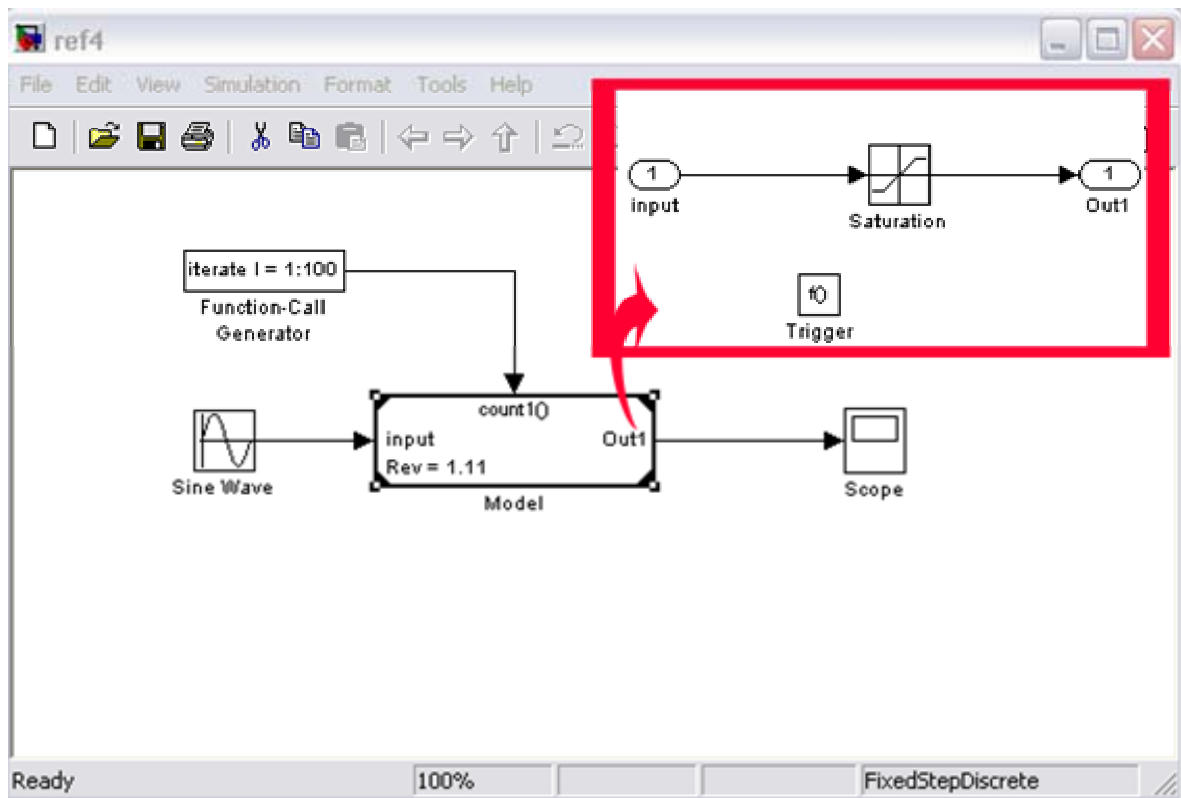 ref4
File Edit View Simulation Format Tools Help
1
input
Saturation
1
Out1
f()
Trigger
iterate I = 1:100
Function-Call
Generator
count1()
input
Out1
Rev = 1.11
Model
Sine Wave
Scope
Ready
100%
FixedStepDiscrete